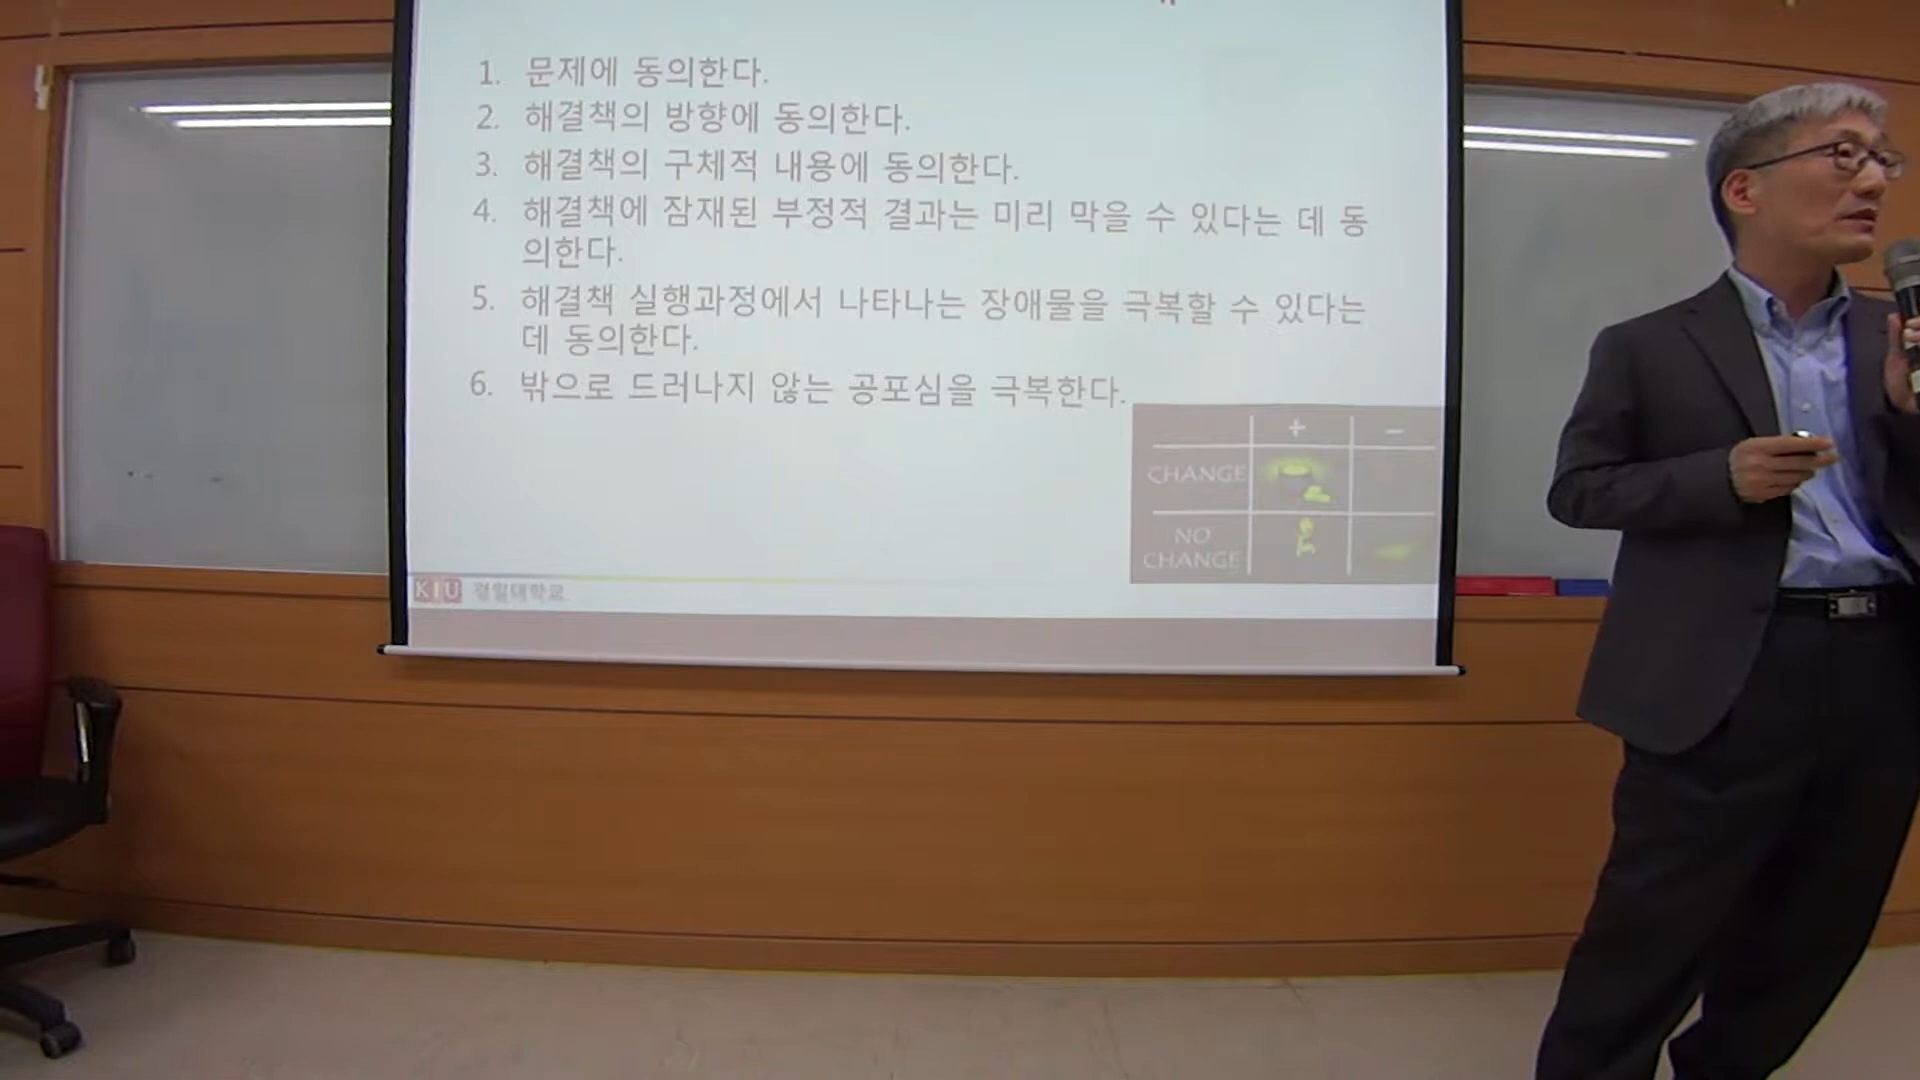 1. 문제에 동의한다.
2. 해결책의 방향에 동의한다.
3. 해결책의 구체적 내용에 동의한다.
4. 해결책에 잠재된 부정적 결과는 미리 막을 수 있다는 데 동
의한다.
5. 해결책 실행과정에서 나타나는 장애물을 극복할 수 있다는
데 동의한다.
6. 밖으로 드러나지 않는 공포심을 극복한다.
+ −
CHANGE
NO
CHANGE
KIU 경일대학교